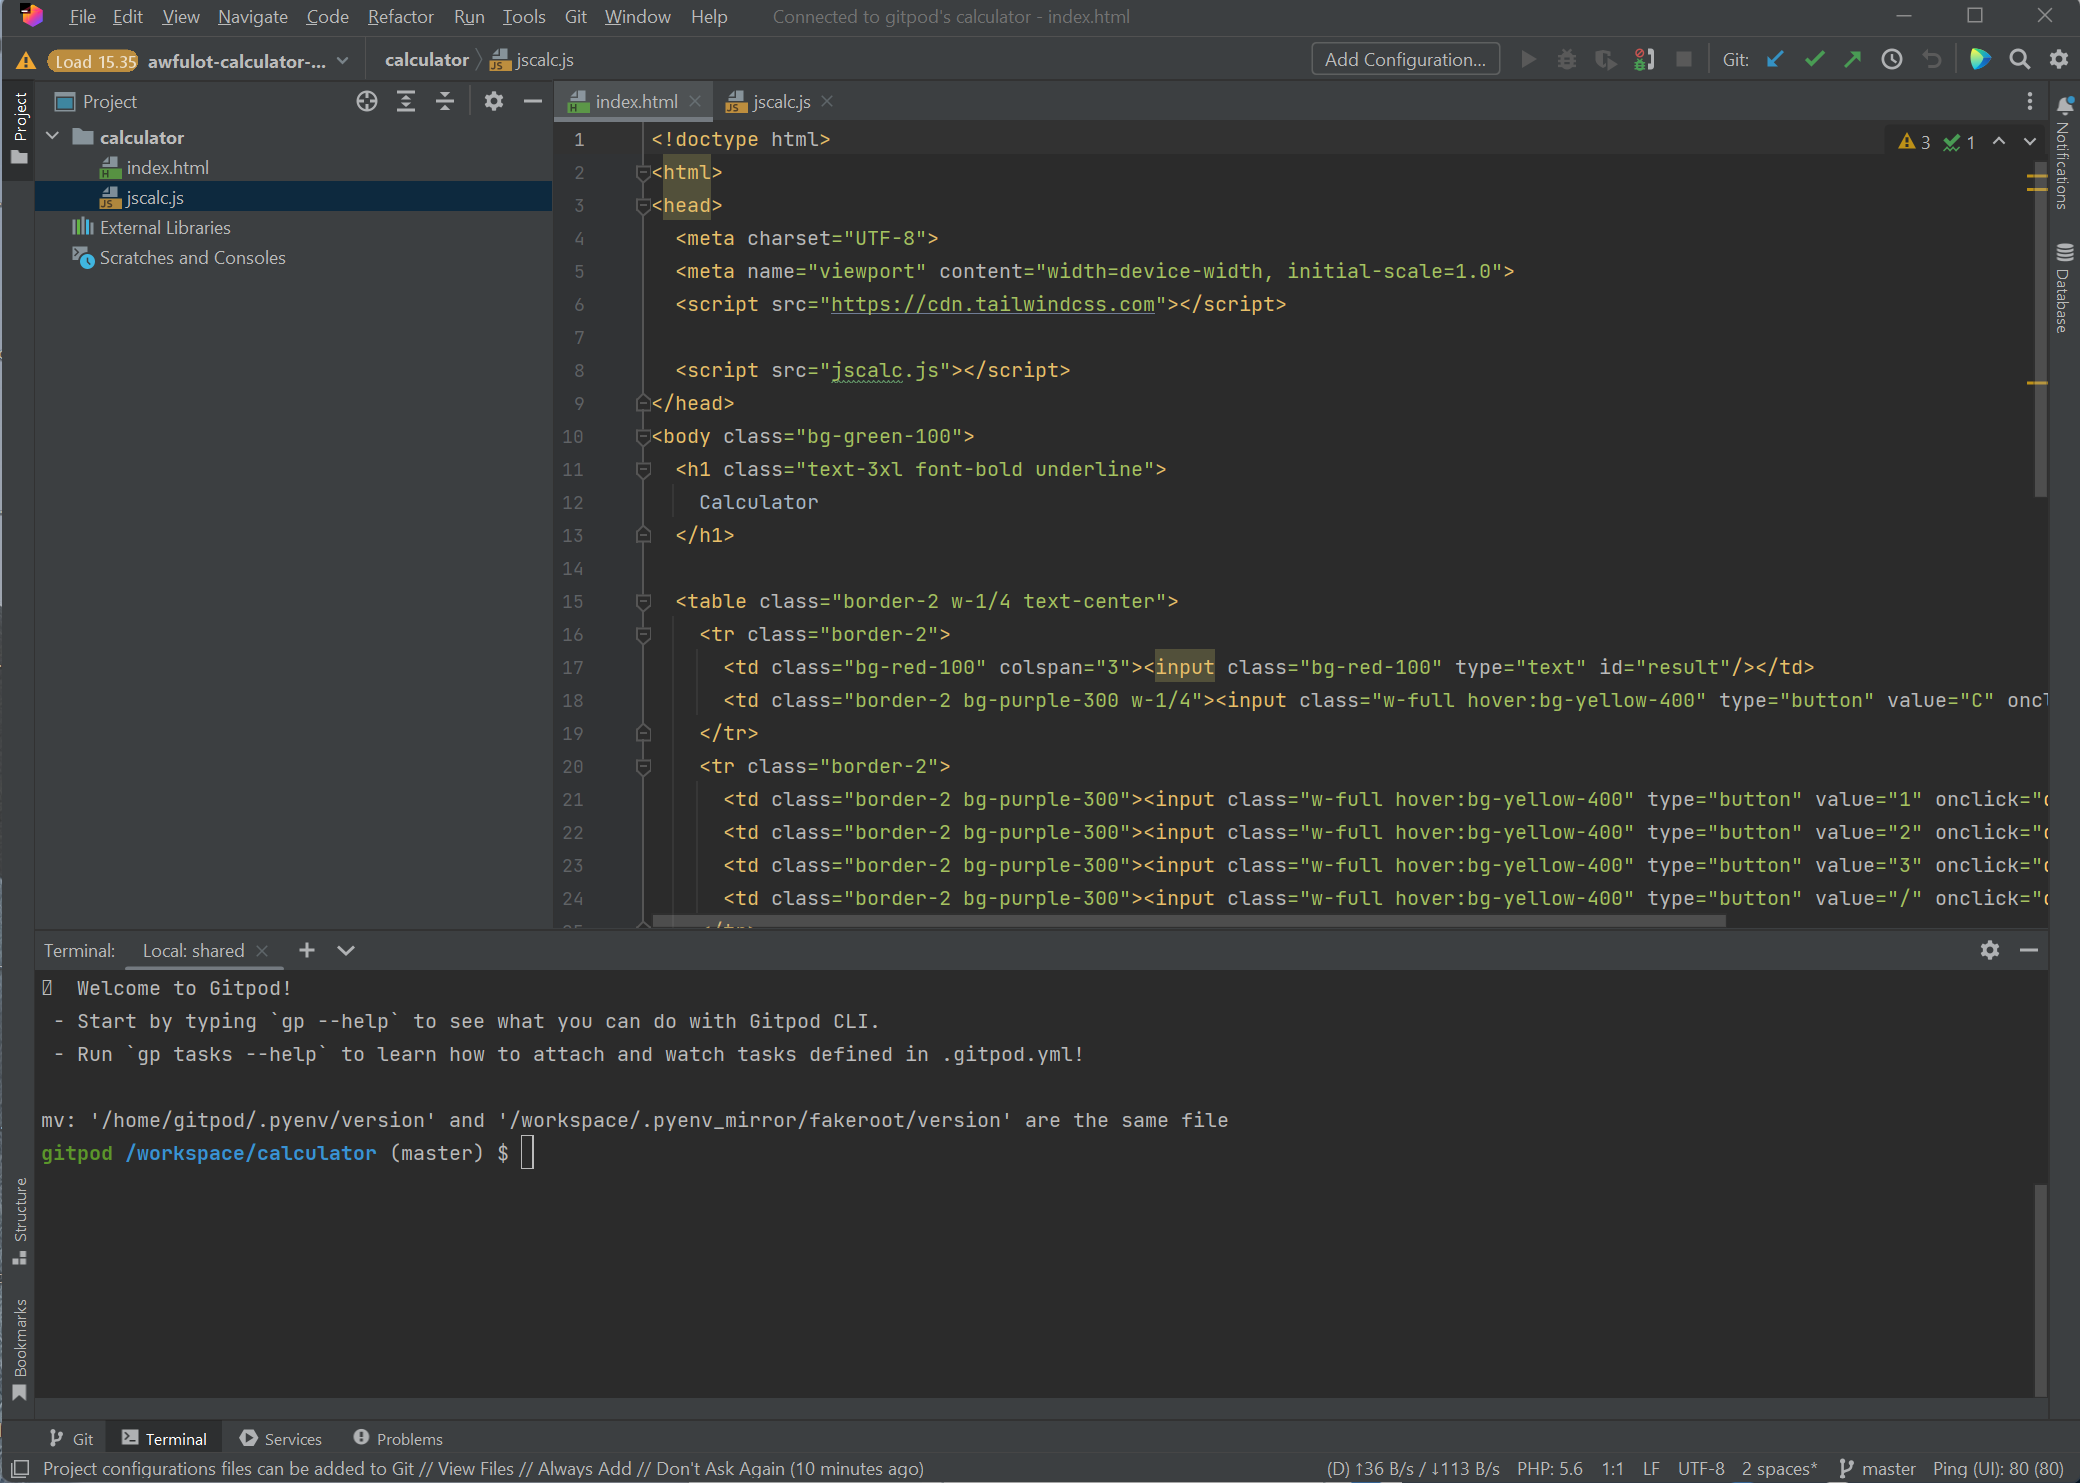 File Edit View Navigate Code Refactor Run Tools Git Window Help Connected to gitpod's calculator - index.html
Load 15.35 awfulot-calculator-... calculator jscalc.js Add Configuration... Git:
Project
Project
index.html
jscalc.js
calculator
index.html
jscalc.js
External Libraries
Scratches and Consoles
3 1
Notifications
Database
1 <!doctype html>
2 <html>
3 <head>
4 <meta charset="UTF-8">
5 <meta name="viewport" content="width=device-width, initial-scale=1.0">
6 <script src="https://cdn.tailwindcss.com"></script>
7
8 <script src="jscalc.js"></script>
9 </head>
10 <body class="bg-green-100">
11 <h1 class="text-3xl font-bold underline">
12 Calculator
13 </h1>
14
15 <table class="border-2 w-1/4 text-center">
16 <tr class="border-2">
17 <td class="bg-red-100" colspan="3"><input class="bg-red-100" type="text" id="result"/></td>
18 <td class="border-2 bg-purple-300 w-1/4"><input class="w-full hover:bg-yellow-400" type="button" value="C" oncl
19 </tr>
20 <tr class="border-2">
21 <td class="border-2 bg-purple-300"><input class="w-full hover:bg-yellow-400" type="button" value="1" onclick="
22 <td class="border-2 bg-purple-300"><input class="w-full hover:bg-yellow-400" type="button" value="2" onclick="
23 <td class="border-2 bg-purple-300"><input class="w-full hover:bg-yellow-400" type="button" value="3" onclick="
24 <td class="border-2 bg-purple-300"><input class="w-full hover:bg-yellow-400" type="button" value="/" onclick="
Terminal: Local: shared
Welcome to Gitpod!
- Start by typing `gp --help` to see what you can do with Gitpod CLI.
- Run `gp tasks --help` to learn how to attach and watch tasks defined in .gitpod.yml!
mv: '/home/gitpod/.pyenv/version' and '/workspace/.pyenv_mirror/fakeroot/version' are the same file
gitpod /workspace/calculator (master) $
Structure
Bookmarks
Git Terminal Services Problems
Project configurations files can be added to Git // View Files // Always Add // Don't Ask Again (10 minutes ago) (D) ↑36 B/s / ↓113 B/s PHP: 5.6 1:1 LF UTF-8 2 spaces* master Ping (UI): 80 (80)